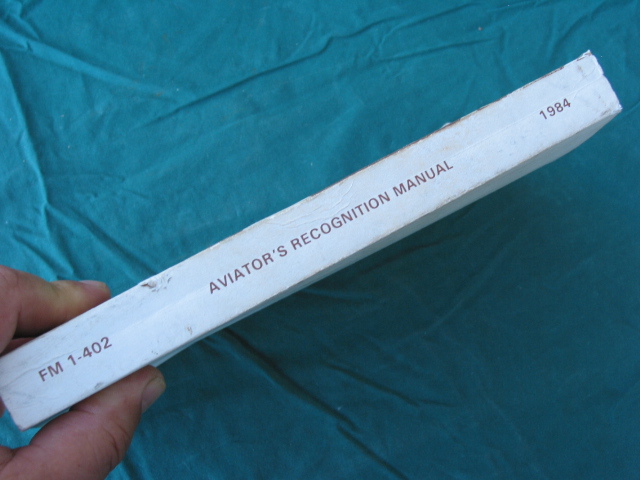 FM 1-402
AVIATOR'S RECOGNITION MANUAL
1984